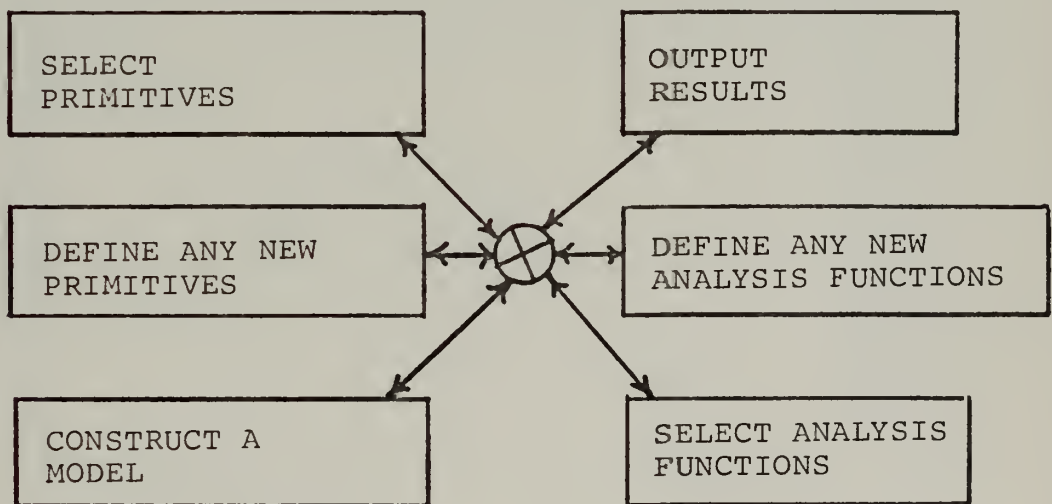 SELECT
PRIMITIVES
OUTPUT
RESULTS
DEFINE ANY NEW
PRIMITIVES
DEFINE ANY NEW
ANALYSIS FUNCTIONS
CONSTRUCT A
MODEL
SELECT ANALYSIS
FUNCTIONS